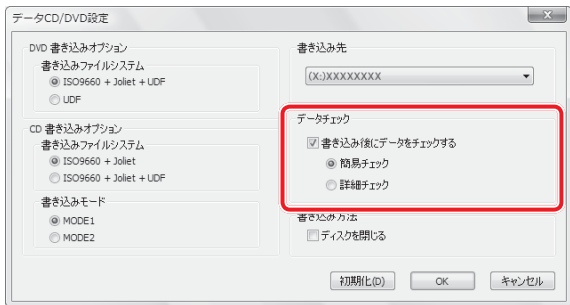 データCD/DVD設定
DVD 書き込みオプション
書き込みファイルシステム
ISO9660 + Joliet + UDF
UDF
CD 書き込みオプション
書き込みファイルシステム
ISO9660 + Joliet
ISO9660 + Joliet + UDF
書き込みモード
MODE1
MODE2
書き込み先
(X:)XXXXXXXX
データチェック
書き込み後にデータをチェックする
簡易チェック
詳細チェック
書き込み方法
ディスクを閉じる
初期化(D)
OK
キャンセル